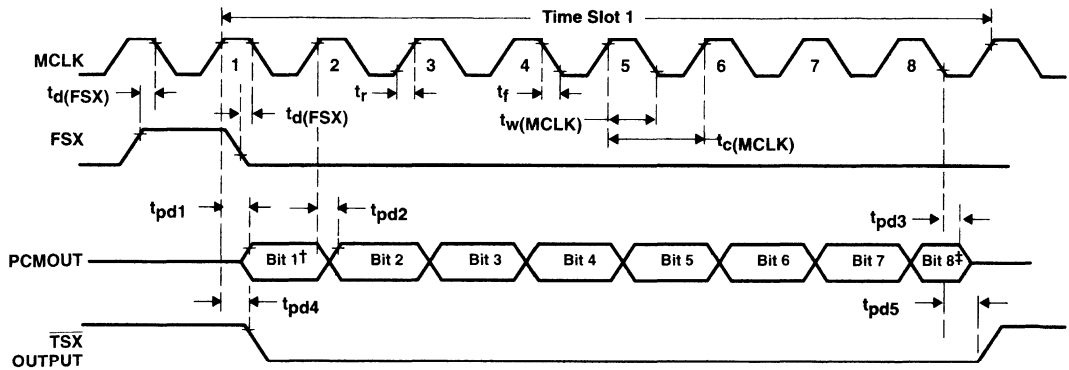 Time Slot 1
MCLK
1 2 3 4 5 6 7 8
td(FSX)
td(FSX)
tr
tf
tw(MCLK)
tc(MCLK)
FSX
tpd1
tpd2
tpd3
PCMOUT
Bit 1† Bit 2 Bit 3 Bit 4 Bit 5 Bit 6 Bit 7 Bit 8‡
tpd4
tpd5
TSX
OUTPUT